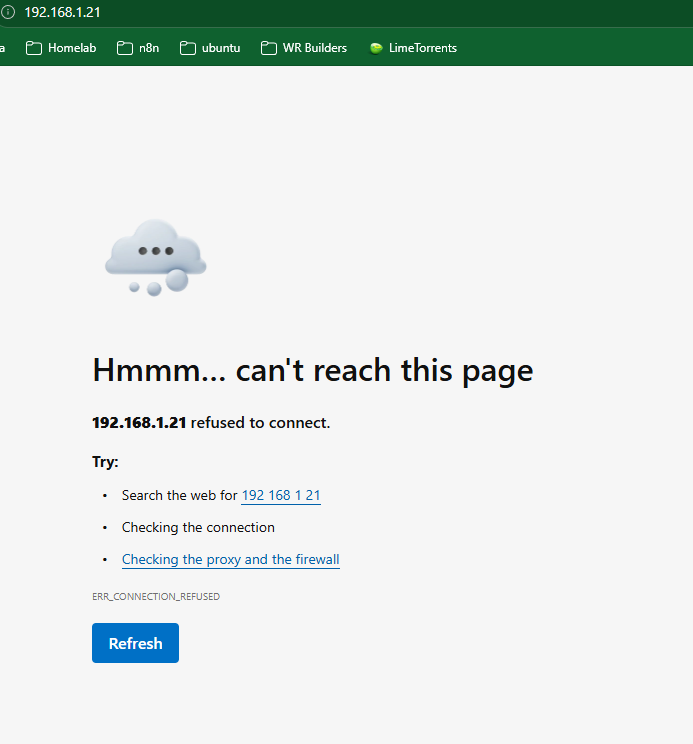 192.168.1.21
a Homelab n8n ubuntu WR Builders LimeTorrents
Hmmm... can't reach this page
192.168.1.21 refused to connect.
Try:
• Search the web for 192 168 1 21
• Checking the connection
• Checking the proxy and the firewall
ERR_CONNECTION_REFUSED
Refresh